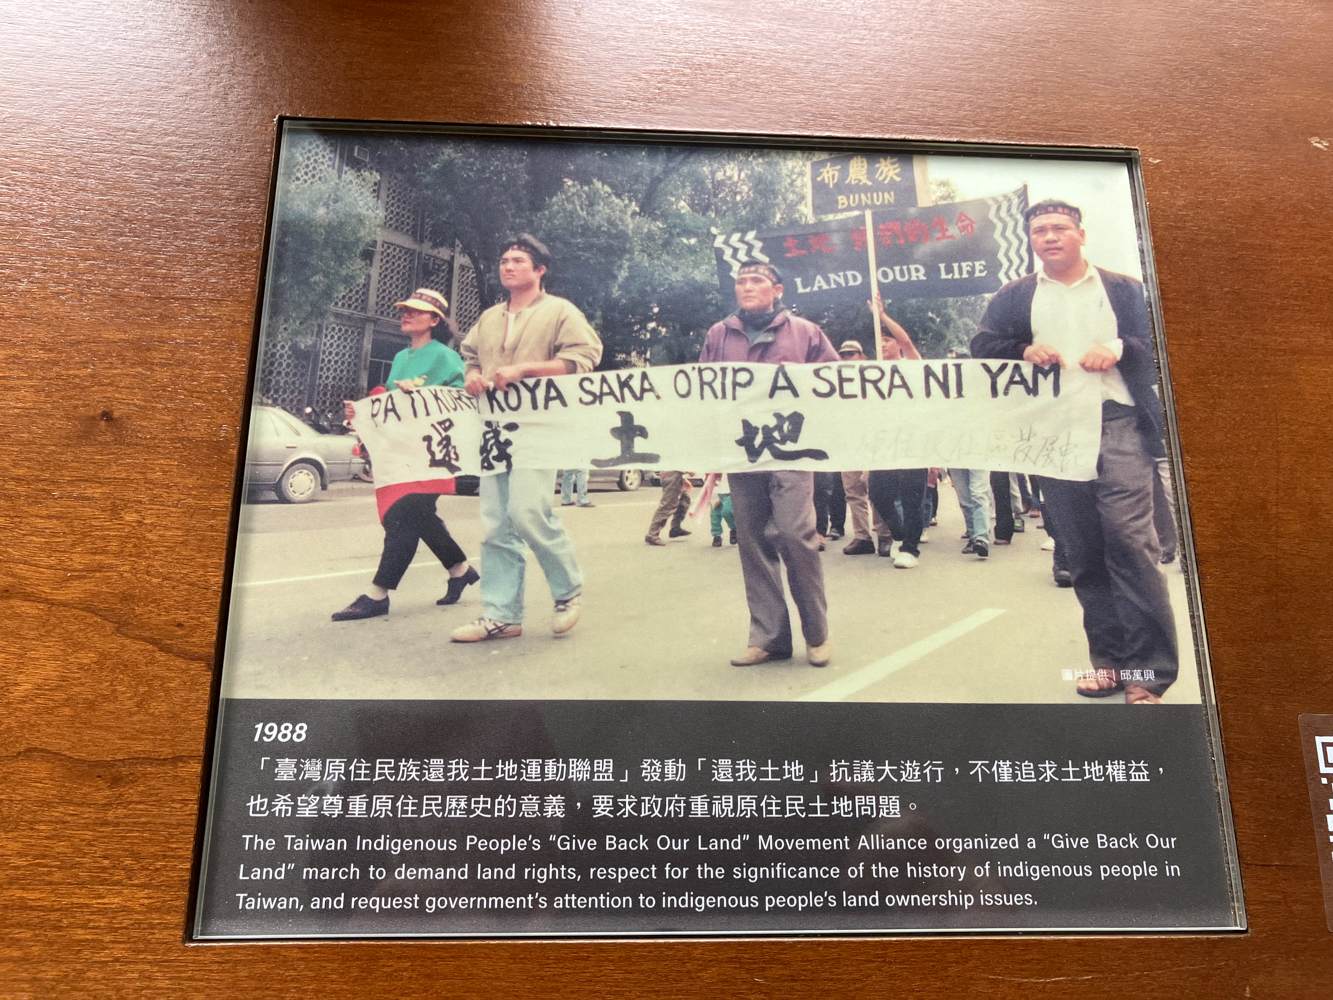 布農族
BUNUN
土地 我們的生命
LAND OUR LIFE
PA TI KOYA SAKA O'RIP A SERA NI YAM
還我土地
圖片提供|邱萬興
1988
「臺灣原住民族還我土地運動聯盟」發動「還我土地」抗議大遊行，不僅追求土地權益，
也希望尊重原住民歷史的意義，要求政府重視原住民土地問題。
The Taiwan Indigenous People's “Give Back Our Land” Movement Alliance organized a “Give Back Our
Land” march to demand land rights, respect for the significance of the history of indigenous people in
Taiwan, and request government's attention to indigenous people's land ownership issues.